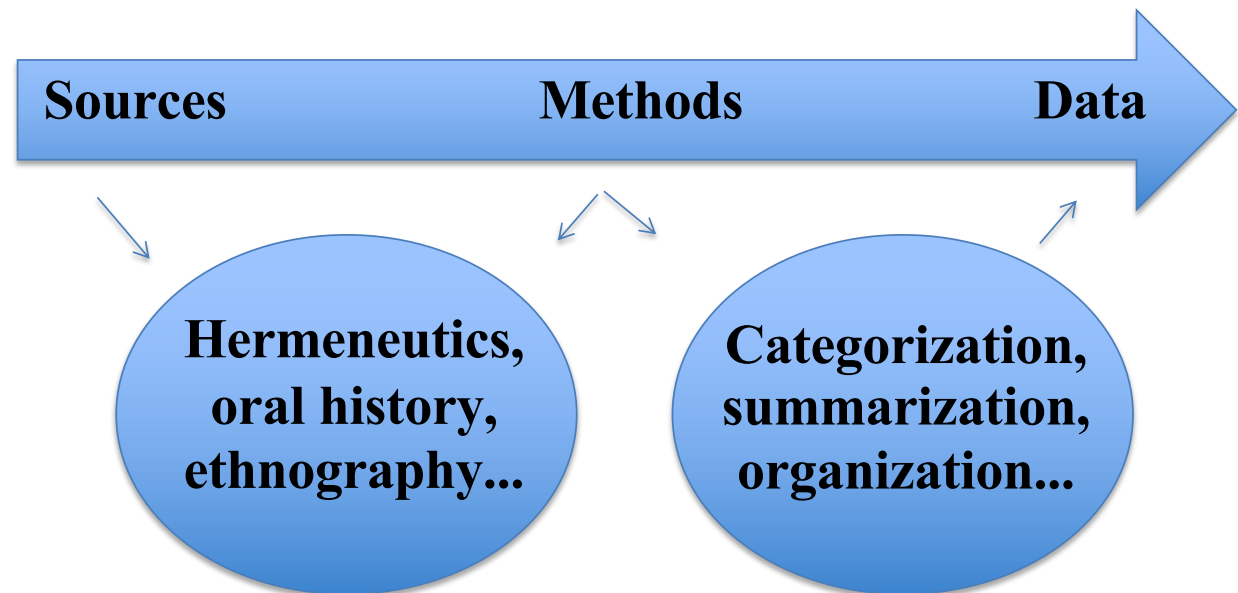 Sources Methods Data
Hermeneutics,
oral history,
ethnography...
Categorization,
summarization,
organization...